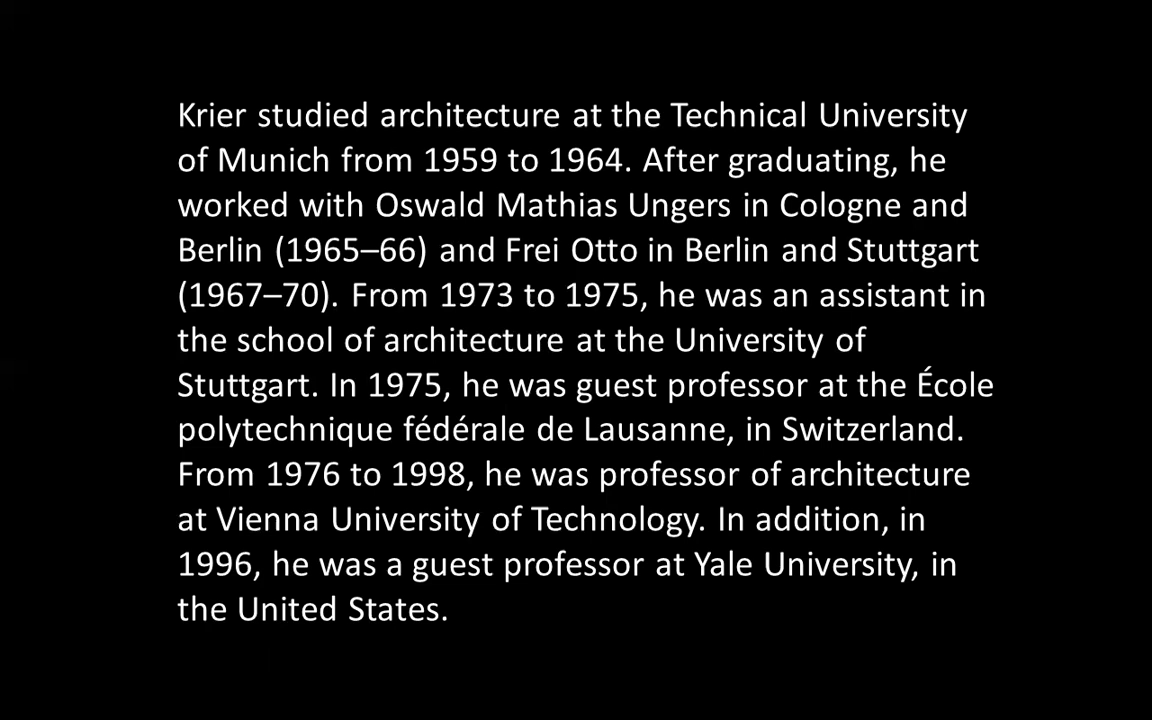 Krier studied architecture at the Technical University
of Munich from 1959 to 1964. After graduating, he
worked with Oswald Mathias Ungers in Cologne and
Berlin (1965–66) and Frei Otto in Berlin and Stuttgart
(1967–70). From 1973 to 1975, he was an assistant in
the school of architecture at the University of
Stuttgart. In 1975, he was guest professor at the École
polytechnique fédérale de Lausanne, in Switzerland.
From 1976 to 1998, he was professor of architecture
at Vienna University of Technology. In addition, in
1996, he was a guest professor at Yale University, in
the United States.